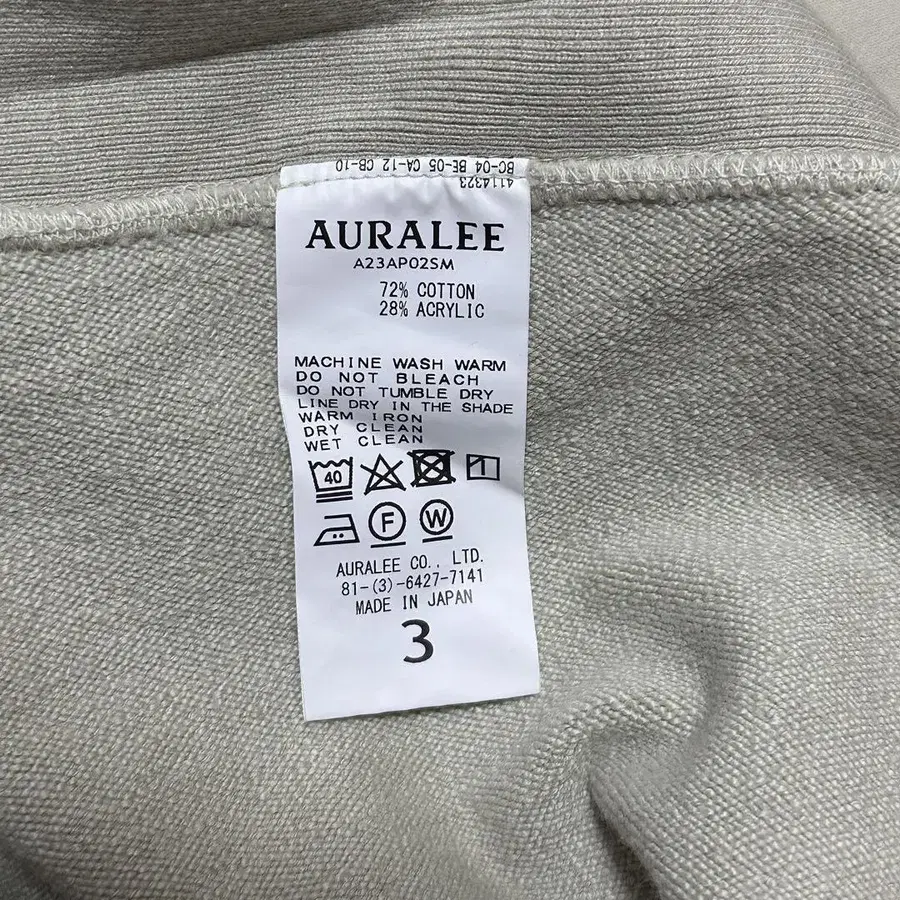 BC-04 BE-05 CA-12 CB-10
4114323
AURALEE
A23AP02SM
72% COTTON
28% ACRYLIC
MACHINE WASH WARM
DO NOT BLEACH
DO NOT TUMBLE DRY
LINE DRY IN THE SHADE
WARM IRON
DRY CLEAN
WET CLEAN
40
F W
AURALEE CO., LTD.
81-(3)-6427-7141
MADE IN JAPAN
3